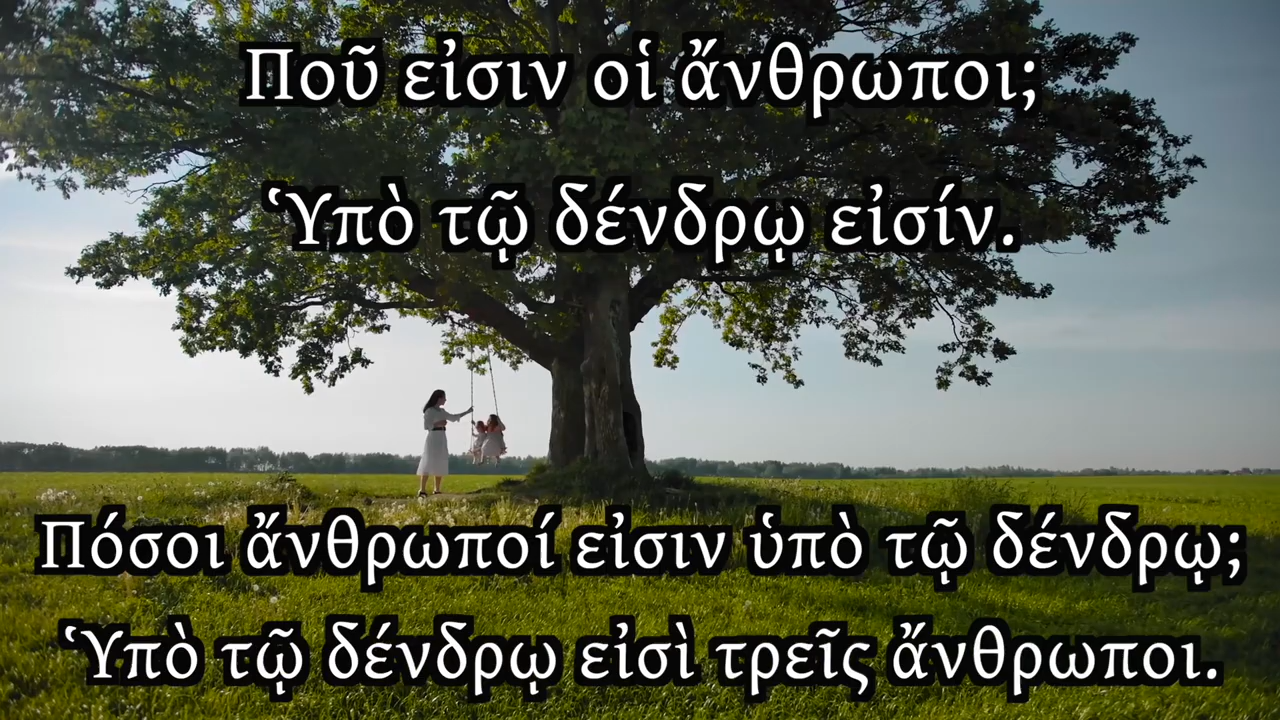 Ποῦ εἰσιν οἱ ἄνθρωποι;
Ὑπὸ τῷ δένδρῳ εἰσίν.
Πόσοι ἄνθρωποί εἰσιν ὑπὸ τῷ δένδρῳ;
Ὑπὸ τῷ δένδρῳ εἰσὶ τρεῖς ἄνθρωποι.